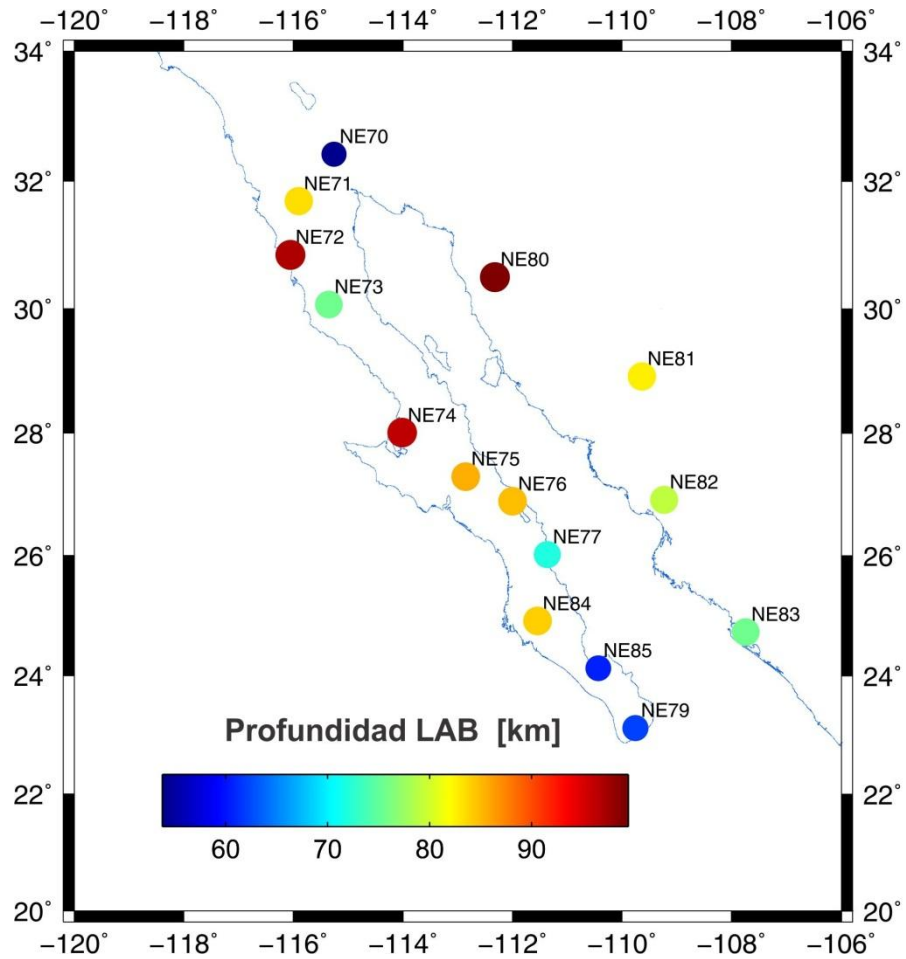 −120˚ −118˚ −116˚ −114˚ −112˚ −110˚ −108˚ −106˚
34˚ 34˚
NE70
32˚ 32˚
NE71
NE72
NE80
30˚ 30˚
NE73
NE81
28˚ 28˚
NE74
NE75
NE76
NE82
26˚ 26˚
NE77
NE84
NE83
24˚ 24˚
NE85
NE79
Profundidad LAB [km]
22˚ 22˚
60 70 80 90
20˚ 20˚
−120˚ −118˚ −116˚ −114˚ −112˚ −110˚ −108˚ −106˚